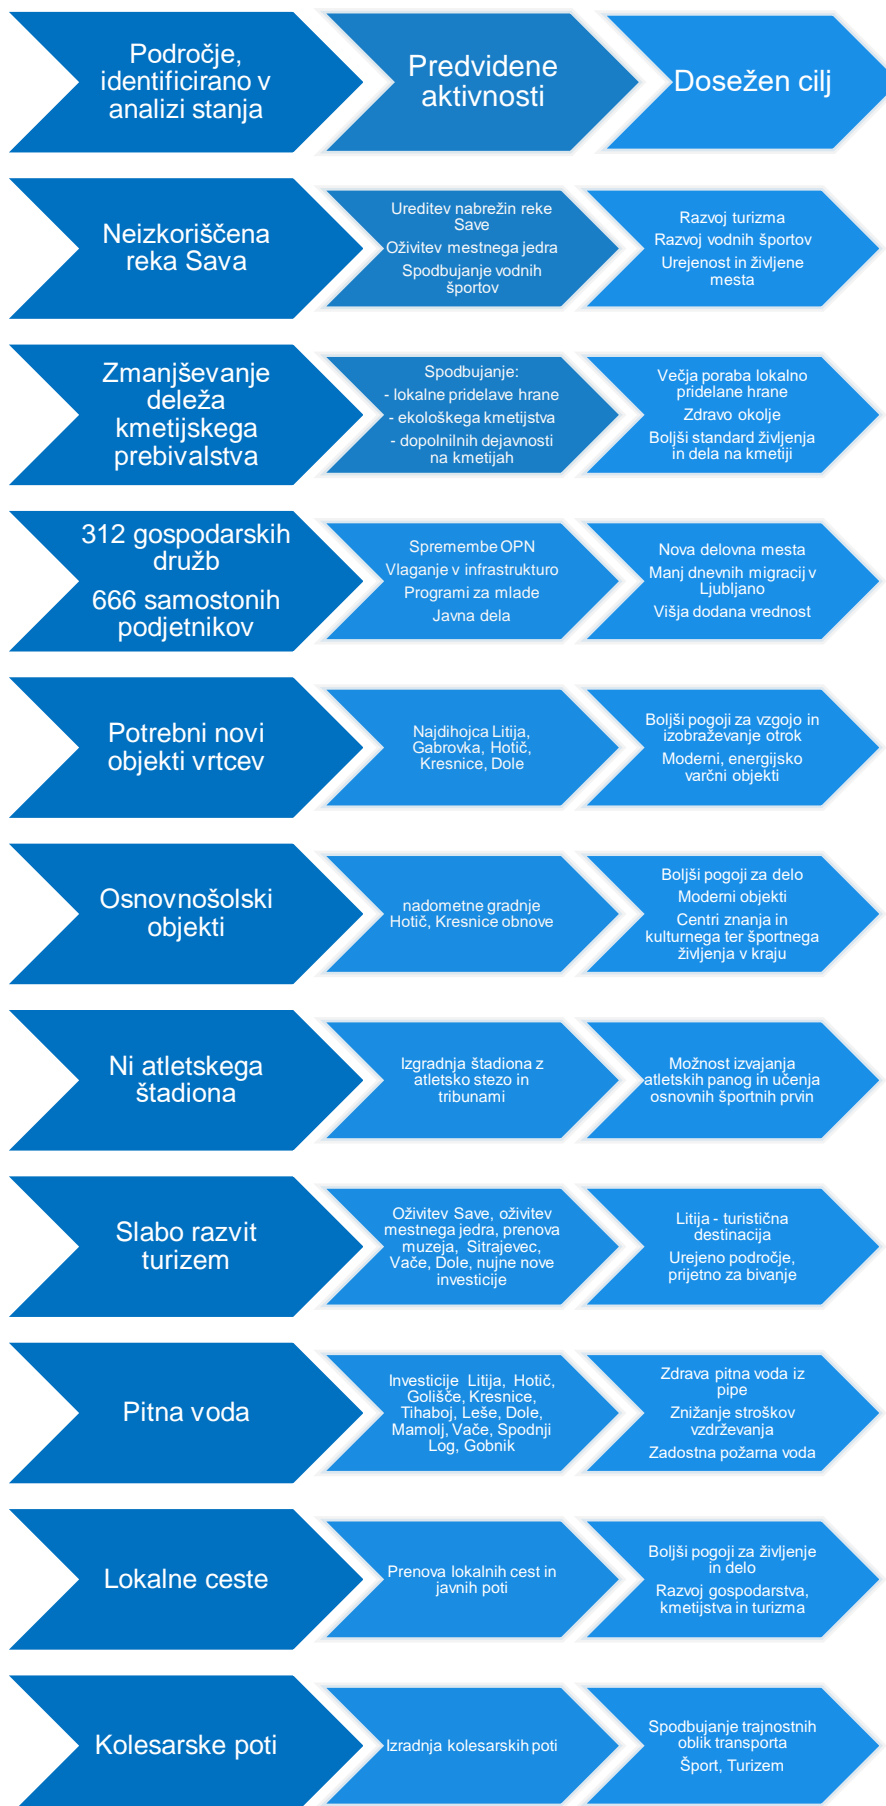 Področje,
identificirano v
analizi stanja
Predvidene
aktivnosti
Dosežen cilj
Neizkoriščena
reka Sava
Ureditev nabrežin reke
Save
Oživitev mestnega jedra
Spodbujanje vodnih
športov
Razvoj turizma
Razvoj vodnih športov
Urejenost in življene
mesta
Zmanjševanje
deleža
kmetijskega
prebivalstva
Spodbujanje:
- lokalne pridelave hrane
- ekološkega kmetijstva
- dopolnilnih dejavnosti
na kmetijah
Večja poraba lokalno
pridelane hrane
Zdravo okolje
Boljši standard življenja
in dela na kmetiji
312 gospodarskih
družb
666 samostonih
podjetnikov
Spremembe OPN
Vlaganje v infrastrukturo
Programi za mlade
Javna dela
Nova delovna mesta
Manj dnevnih migracij v
Ljubljano
Višja dodana vrednost
Potrebni novi
objekti vrtcev
Najdihojca Litija,
Gabrovka, Hotič,
Kresnice, Dole
Boljši pogoji za vzgojo in
izobraževanje otrok
Moderni, energijsko
varčni objekti
Osnovnošolski
objekti
nadometne gradnje
Hotič, Kresnice obnove
Boljši pogoji za delo
Moderni objekti
Centri znanja in
kulturnega ter športnega
življenja v kraju
Ni atletskega
štadiona
Izgradnja štadiona z
atletsko stezo in
tribunami
Možnost izvajanja
atletskih panog in učenja
osnovnih športnih prvin
Slabo razvit
turizem
Oživitev Save, oživitev
mestnega jedra, prenova
muzeja, Sitrajevec,
Vače, Dole, nujne nove
investicije
Litija - turistična
destinacija
Urejeno področje,
prijetno za bivanje
Pitna voda
Investicije Litija, Hotič,
Golišče, Kresnice,
Tihaboj, Leše, Dole,
Mamolj, Vače, Spodnji
Log, Gobnik
Zdrava pitna voda iz
pipe
Znižanje stroškov
vzdrževanja
Zadostna požarna voda
Lokalne ceste
Prenova lokalnih cest in
javnih poti
Boljši pogoji za življenje
in delo
Razvoj gospodarstva,
kmetijstva in turizma
Kolesarske poti
Izradnja kolesarskih poti
Spodbujanje trajnostnih
oblik transporta
Šport, Turizem